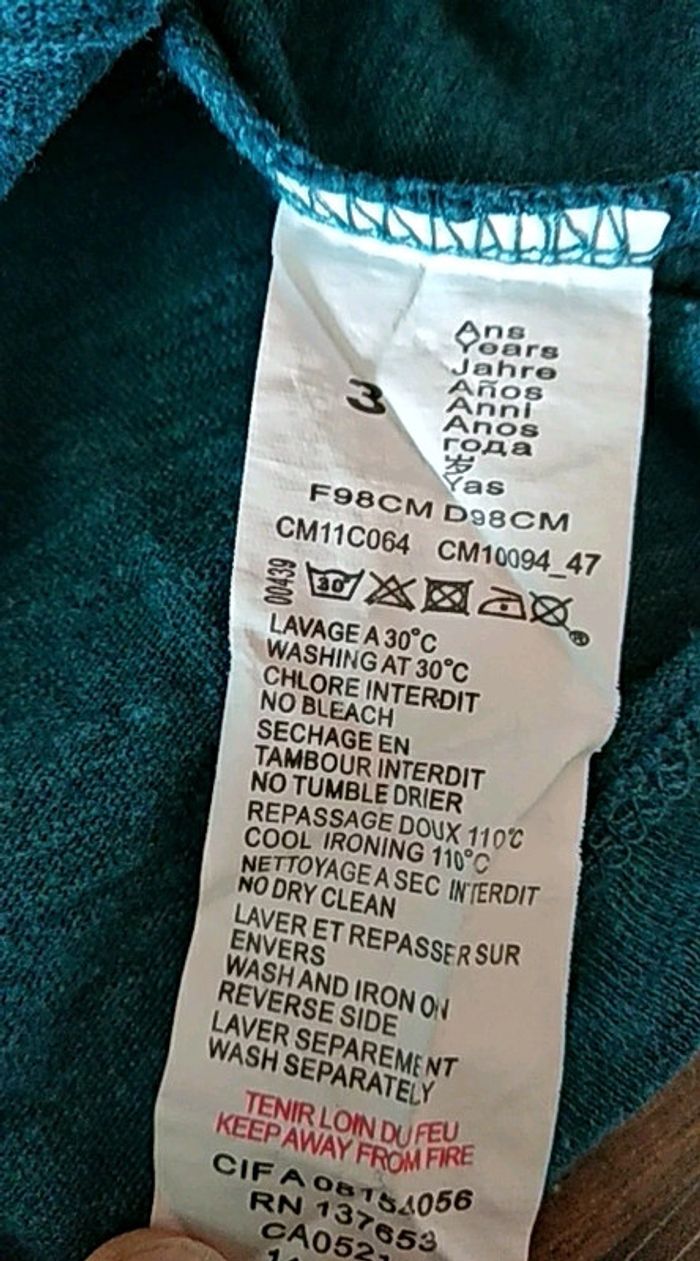 3
Ans
Years
Jahre
Años
Anni
Anos
года
岁
Yas
F98CM D98CM
CM11C064 CM10094_47
00439
30
LAVAGE A 30°C
WASHING AT 30°C
CHLORE INTERDIT
NO BLEACH
SECHAGE EN
TAMBOUR INTERDIT
NO TUMBLE DRIER
REPASSAGE DOUX 110°C
COOL IRONING 110°C
NETTOYAGE A SEC INTERDIT
NO DRY CLEAN
LAVER ET REPASSER SUR
ENVERS
WASH AND IRON ON
REVERSE SIDE
LAVER SEPAREMENT
WASH SEPARATELY
TENIR LOIN DU FEU
KEEP AWAY FROM FIRE
CIF A08154056
RN 137653